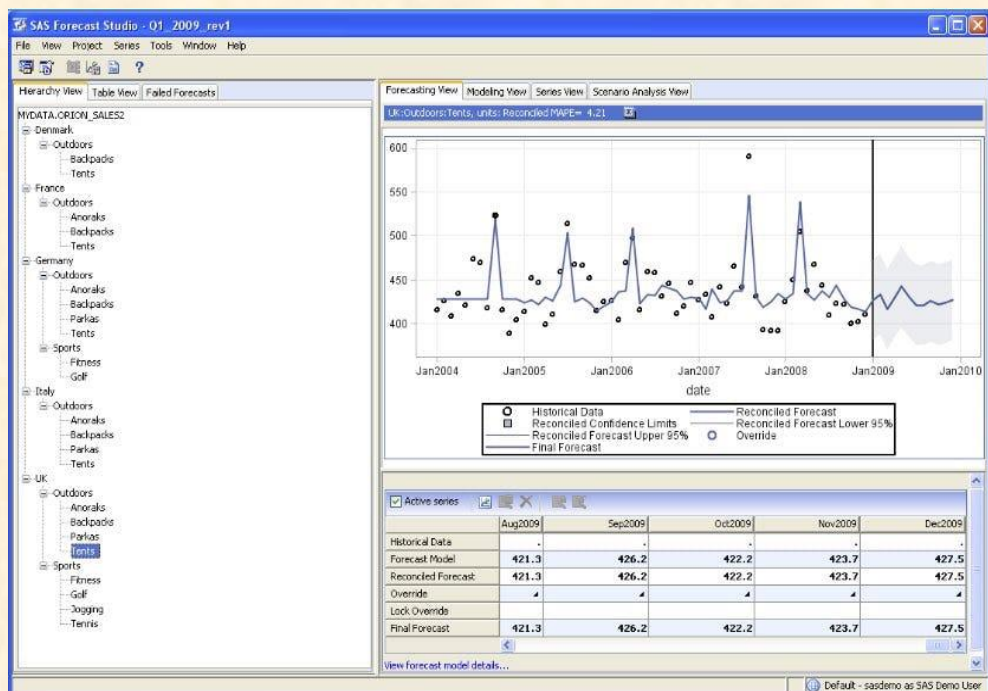 SAS Forecast Studio - Q1_2009_rev1
File View Project Series Tools Window Help
Hierarchy View Table View Failed Forecasts
MYDATA.ORION_SALES2
Denmark
Outdoors
Backpacks
Tents
France
Outdoors
Anoraks
Backpacks
Tents
Germany
Outdoors
Anoraks
Backpacks
Parkas
Tents
Sports
Fitness
Golf
Italy
Outdoors
Anoraks
Backpacks
Parkas
Tents
UK
Outdoors
Anoraks
Backpacks
Parkas
Tents
Sports
Fitness
Golf
Jogging
Tennis
Forecasting View Modeling View Series View Scenario Analysis View
UK:Outdoors:Tents, units: Reconciled MAPE= 4.21
600
550
500
450
400
Jan2004 Jan2005 Jan2006 Jan2007 Jan2008 Jan2009 Jan2010
date
Historical Data Reconciled Forecast
Reconciled Confidence Limits Reconciled Forecast Lower 95%
Reconciled Forecast Upper 95% Override
Final Forecast
Active series
Aug2009 Sep2009 Oct2009 Nov2009 Dec2009
Historical Data . . . . .
Forecast Model 421.3 426.2 422.2 423.7 427.5
Reconciled Forecast 421.3 426.2 422.2 423.7 427.5
Override
Lock Override
Final Forecast 421.3 426.2 422.2 423.7 427.5
View forecast model details...
Default - sasdemo as SAS Demo User